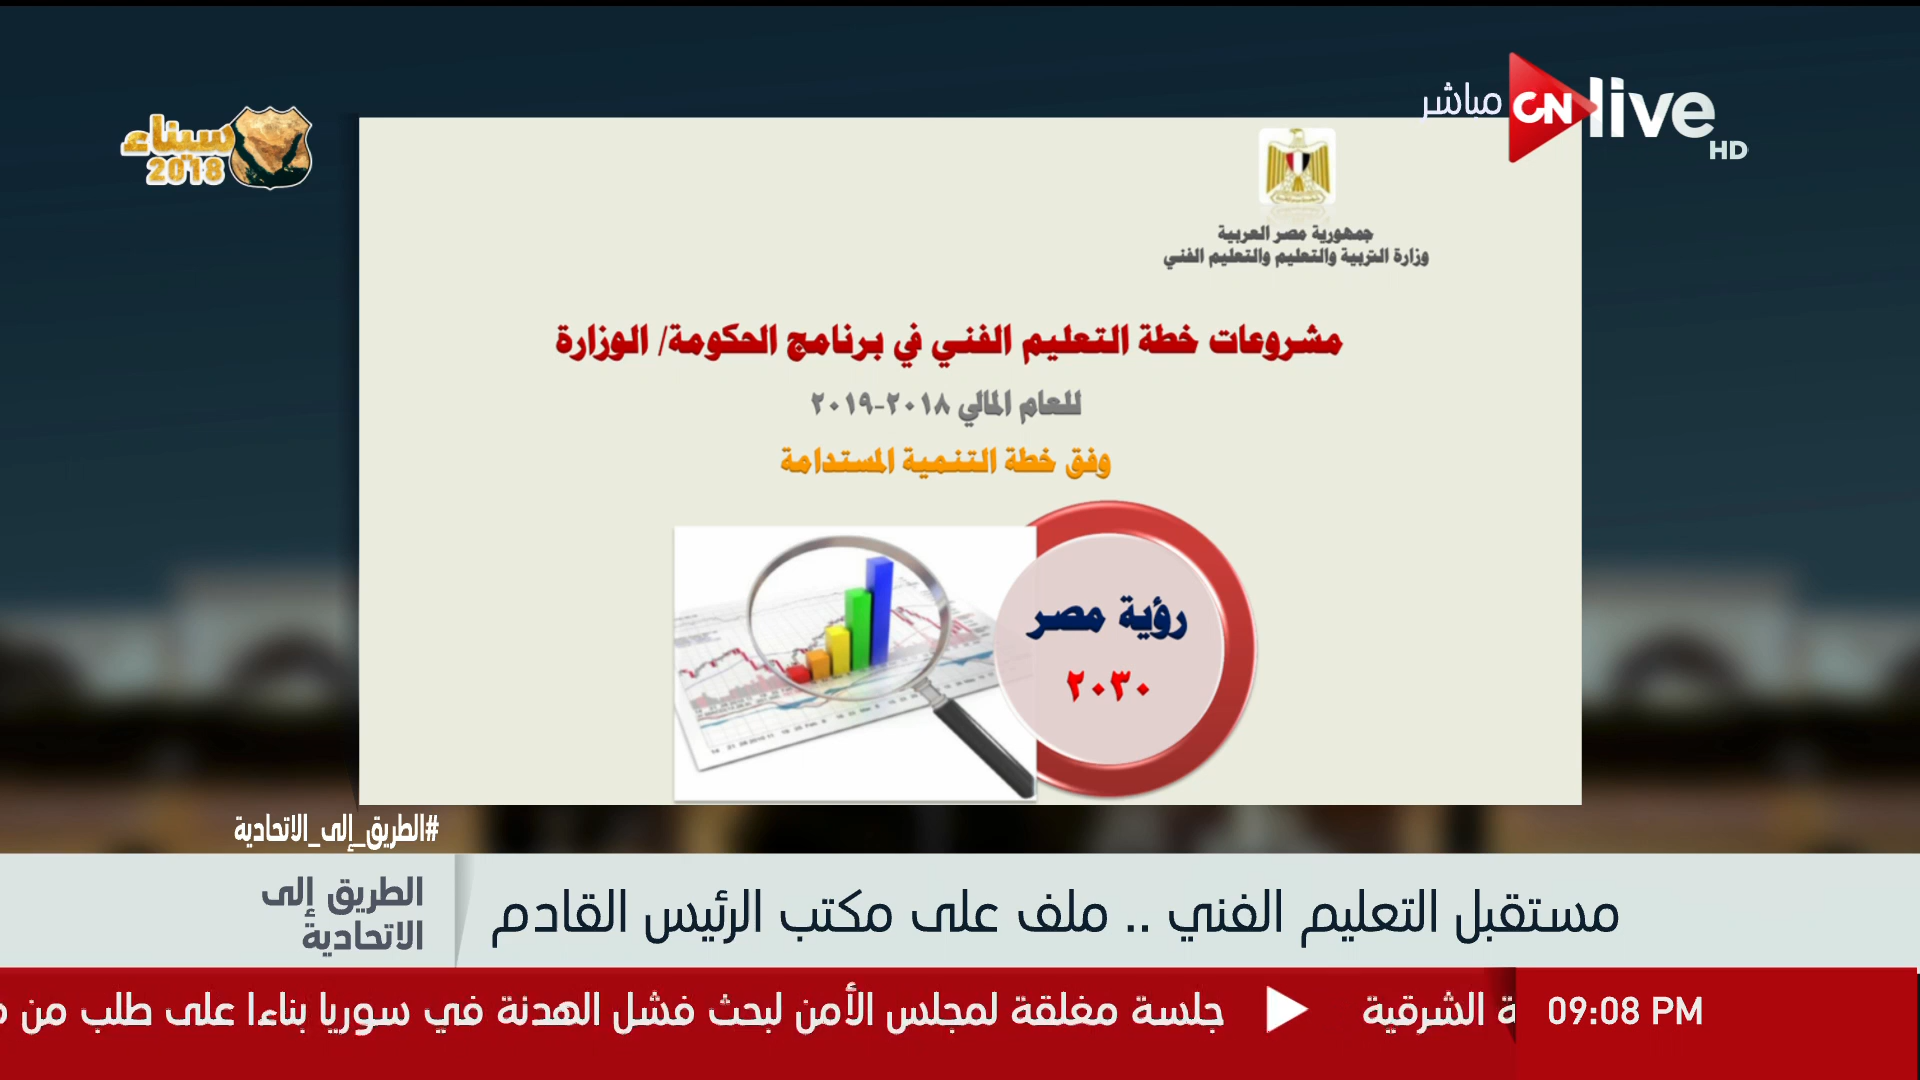 مباشر ON live
HD
سيناء
2018
جمهورية مصر العربية
وزارة التربية والتعليم والتعليم الفني
مشروعات خطة التعليم الفني في برنامج الحكومة/ الوزارة
للعام المالي ٢٠١٨-٢٠١٩
وفق خطة التنمية المستدامة
رؤية مصر
٢٠٣٠
#الطريق_إلى_الاتحادية
مستقبل التعليم الفني .. ملف على مكتب الرئيس القادم
الطريق إلى
الاتحادية
09:08 PM
الشرقية
جلسة مغلقة لمجلس الأمن لبحث فشل الهدنة في سوريا بناءا على طلب من